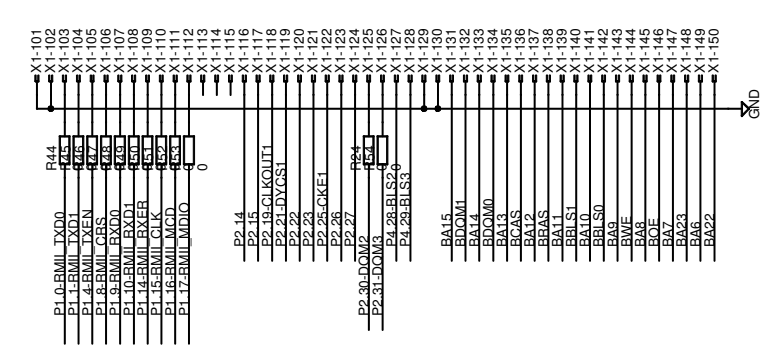 X1-101
X1-102
X1-103
X1-104
X1-105
X1-106
X1-107
X1-108
X1-109
X1-110
X1-111
X1-112
X1-113
X1-114
X1-115
X1-116
X1-117
X1-118
X1-119
X1-120
X1-121
X1-122
X1-123
X1-124
X1-125
X1-126
X1-127
X1-128
X1-129
X1-130
X1-131
X1-132
X1-133
X1-134
X1-135
X1-136
X1-137
X1-138
X1-139
X1-140
X1-141
X1-142
X1-143
X1-144
X1-145
X1-146
X1-147
X1-148
X1-149
X1-150
GND
R44
R45
R46
R47
R48
R49
R50
R51
R52
R53
0
R24
R54
0
P1.0-RMII_TXD0
P1.1-RMII_TXD1
P1.4-RMII_TXEN
P1.8-RMII_CRS
P1.9-RMII_RXD0
P1.10-RMII_RXD1
P1.14-RMII_RXER
P1.15-RMII_CLK
P1.16-RMII_MCD
P1.17-RMII_MDIO
P2.14
P2.15
P2.19-CLKOUT1
P2.21-DYCS1
P2.22
P2.23
P2.25-CKE1
P2.26
P2.27
P2.30-DQM2
P2.31-DQM3
P4.28-BLS2
P4.29-BLS3
BA15
BDQM1
BA14
BDQM0
BA13
BCAS
BA12
BRAS
BA11
BBLS1
BA10
BBLS0
BA9
BWE
BA8
BOE
BA7
BA23
BA6
BA22